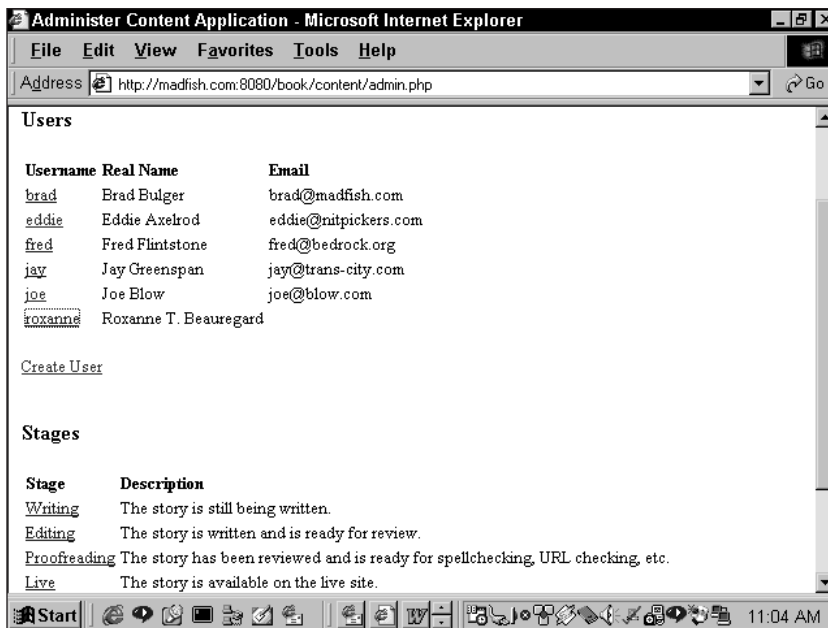 Administer Content Application - Microsoft Internet Explorer
File Edit View Favorites Tools Help
Address http://madfish.com:8080/book/content/admin.php Go
Users
Username Real Name Email
brad Brad Bulger brad@madfish.com
eddie Eddie Axelrod eddie@nitpickers.com
fred Fred Flintstone fred@bedrock.org
jay Jay Greenspan jay@trans-city.com
joe Joe Blow joe@blow.com
roxanne Roxanne T. Beauregard
Create User
Stages
Stage Description
Writing The story is still being written.
Editing The story is written and is ready for review.
Proofreading The story has been reviewed and is ready for spellchecking, URL checking, etc.
Live The story is available on the live site.
Start 11:04 AM